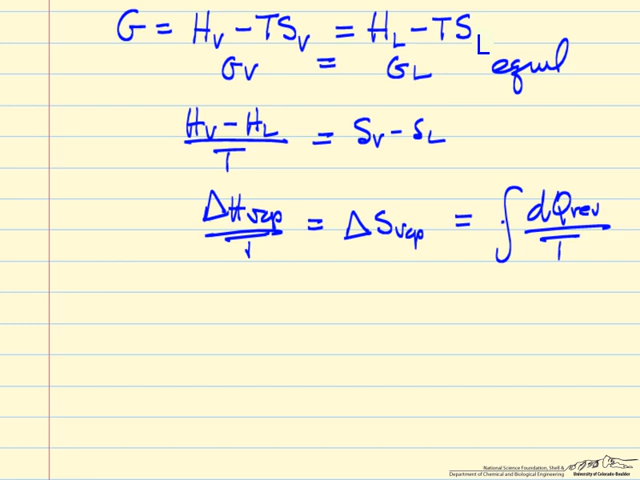 G = H_V - TS_V = H_L - TS_L
G_V = G_L equil
(H_V - H_L)/T = S_V - S_L
ΔH_vap/T = ΔS_vap = ∫ dQ_rev/T
National Science Foundation, Shell &
Department of Chemical and Biological Engineering
University of Colorado Boulder